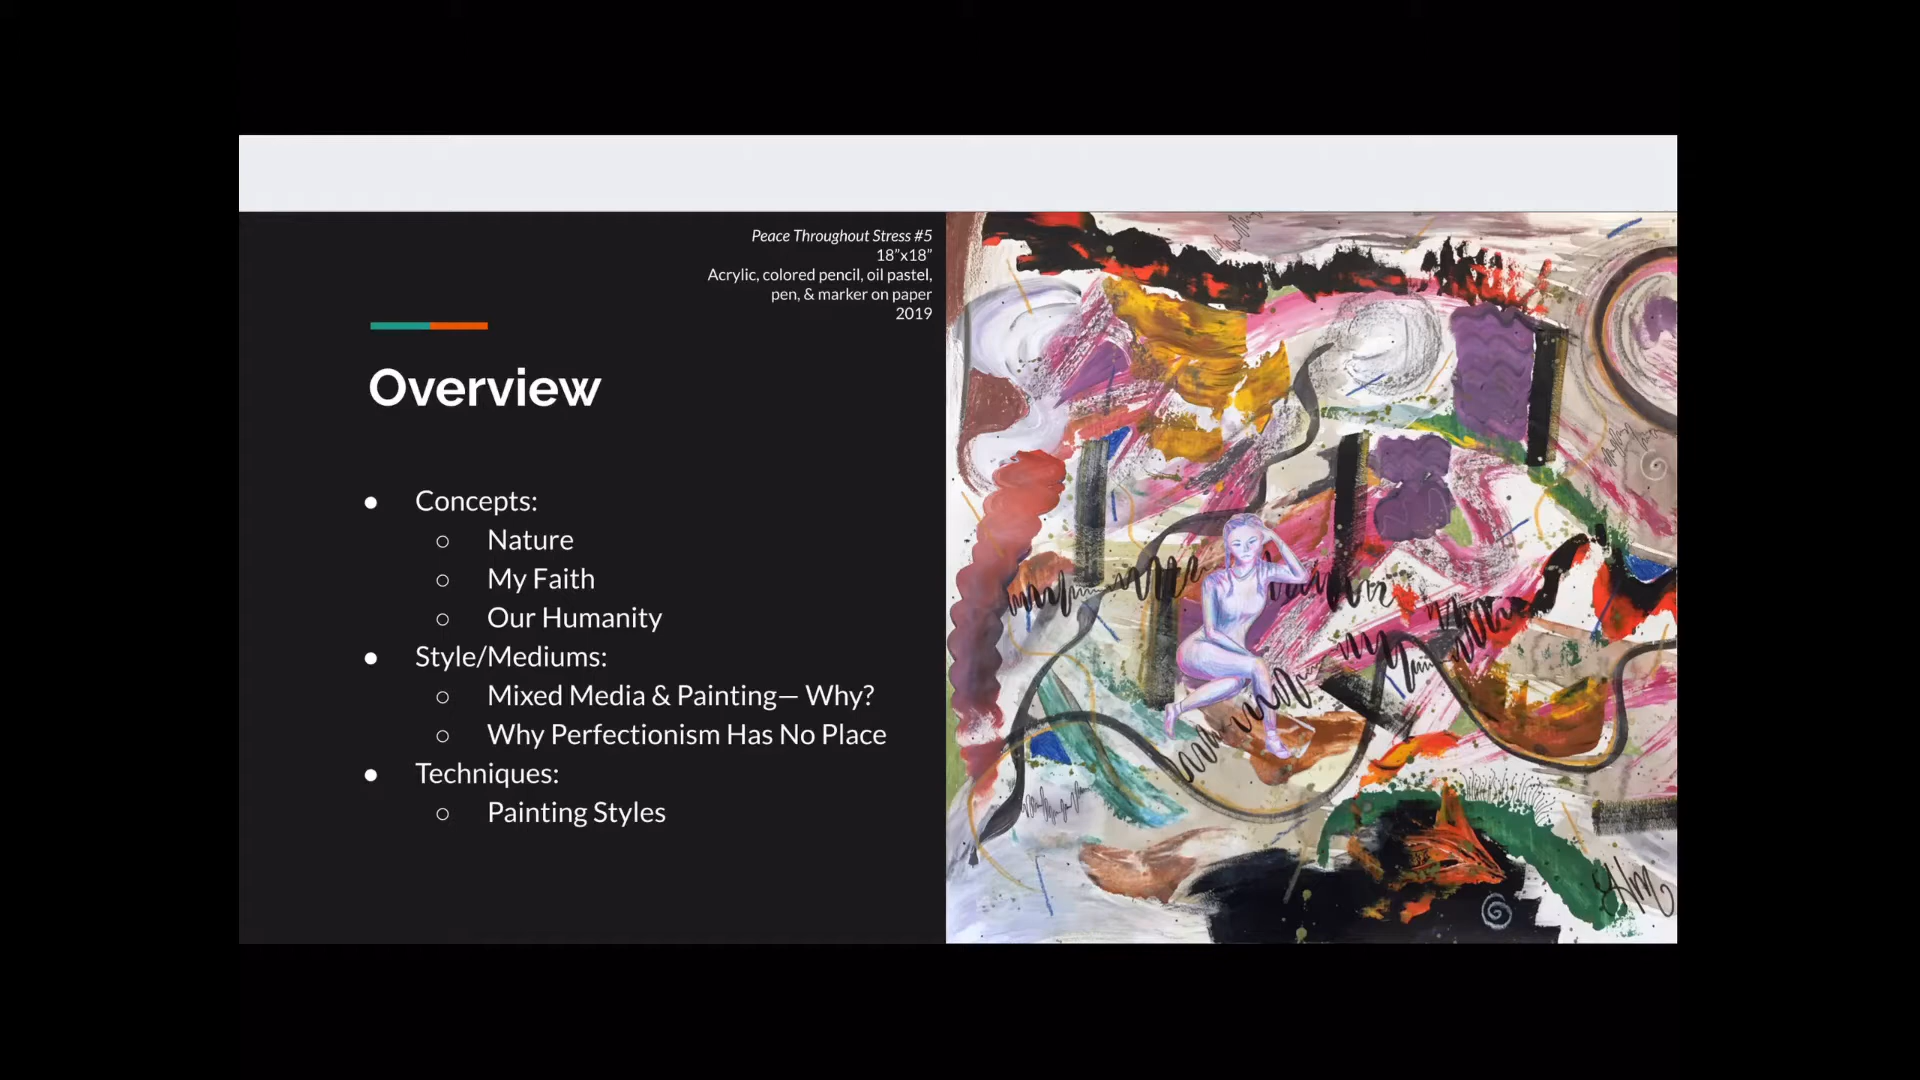 Peace Throughout Stress #5
18”x18”
Acrylic, colored pencil, oil pastel,
pen, & marker on paper
2019
Overview
● Concepts:
○ Nature
○ My Faith
○ Our Humanity
● Style/Mediums:
○ Mixed Media & Painting— Why?
○ Why Perfectionism Has No Place
● Techniques:
○ Painting Styles